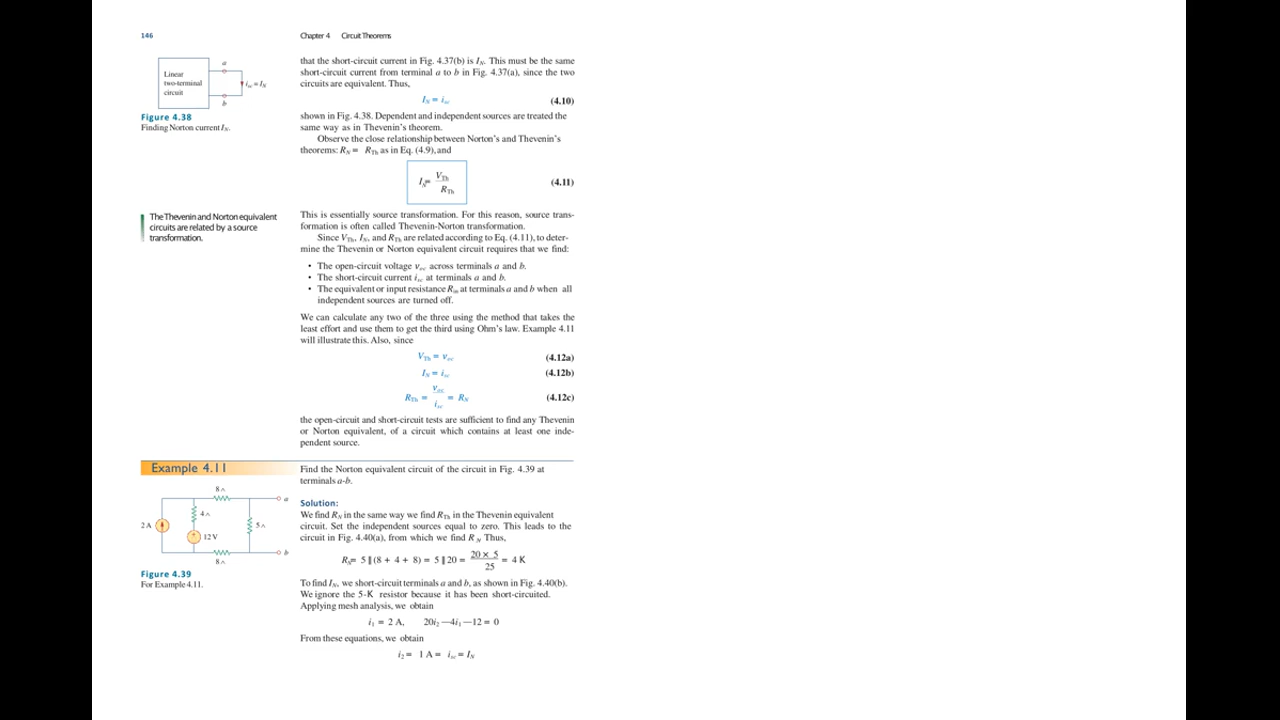 146
Chapter 4 Circuit Theorems
Linear
two-terminal
circuit
a
i_sc = I_N
b
Figure 4.38
Finding Norton current I_N.
that the short-circuit current in Fig. 4.37(b) is I_N. This must be the same
short-circuit current from terminal a to b in Fig. 4.37(a), since the two
circuits are equivalent. Thus,
I_N = i_sc (4.10)
shown in Fig. 4.38. Dependent and independent sources are treated the
same way as in Thevenin's theorem.
Observe the close relationship between Norton's and Thevenin's
theorems: R_N = R_Th as in Eq. (4.9), and
I_N = V_Th / R_Th (4.11)
The Thevenin and Norton equivalent
circuits are related by a source
transformation.
This is essentially source transformation. For this reason, source trans-
formation is often called Thevenin-Norton transformation.
Since V_Th, I_N, and R_Th are related according to Eq. (4.11), to deter-
mine the Thevenin or Norton equivalent circuit requires that we find:
• The open-circuit voltage v_oc across terminals a and b.
• The short-circuit current i_sc at terminals a and b.
• The equivalent or input resistance R_in at terminals a and b when all
independent sources are turned off.
We can calculate any two of the three using the method that takes the
least effort and use them to get the third using Ohm's law. Example 4.11
will illustrate this. Also, since
V_Th = v_oc (4.12a)
I_N = i_sc (4.12b)
R_Th = v_oc / i_sc = R_N (4.12c)
the open-circuit and short-circuit tests are sufficient to find any Thevenin
or Norton equivalent, of a circuit which contains at least one inde-
pendent source.
Example 4.11
Find the Norton equivalent circuit of the circuit in Fig. 4.39 at
terminals a-b.
8 ^
a
4 ^
2 A
5 ^
12 V
b
8 ^
Figure 4.39
For Example 4.11.
Solution:
We find R_N in the same way we find R_Th in the Thevenin equivalent
circuit. Set the independent sources equal to zero. This leads to the
circuit in Fig. 4.40(a), from which we find R_N Thus,
R_N = 5 ‖ (8 + 4 + 8) = 5 ‖ 20 = 20 × 5 / 25 = 4 K
To find I_N, we short-circuit terminals a and b, as shown in Fig. 4.40(b).
We ignore the 5-K resistor because it has been short-circuited.
Applying mesh analysis, we obtain
i_1 = 2 A, 20i_2 — 4i_1 — 12 = 0
From these equations, we obtain
i_2 = 1 A = i_sc = I_N